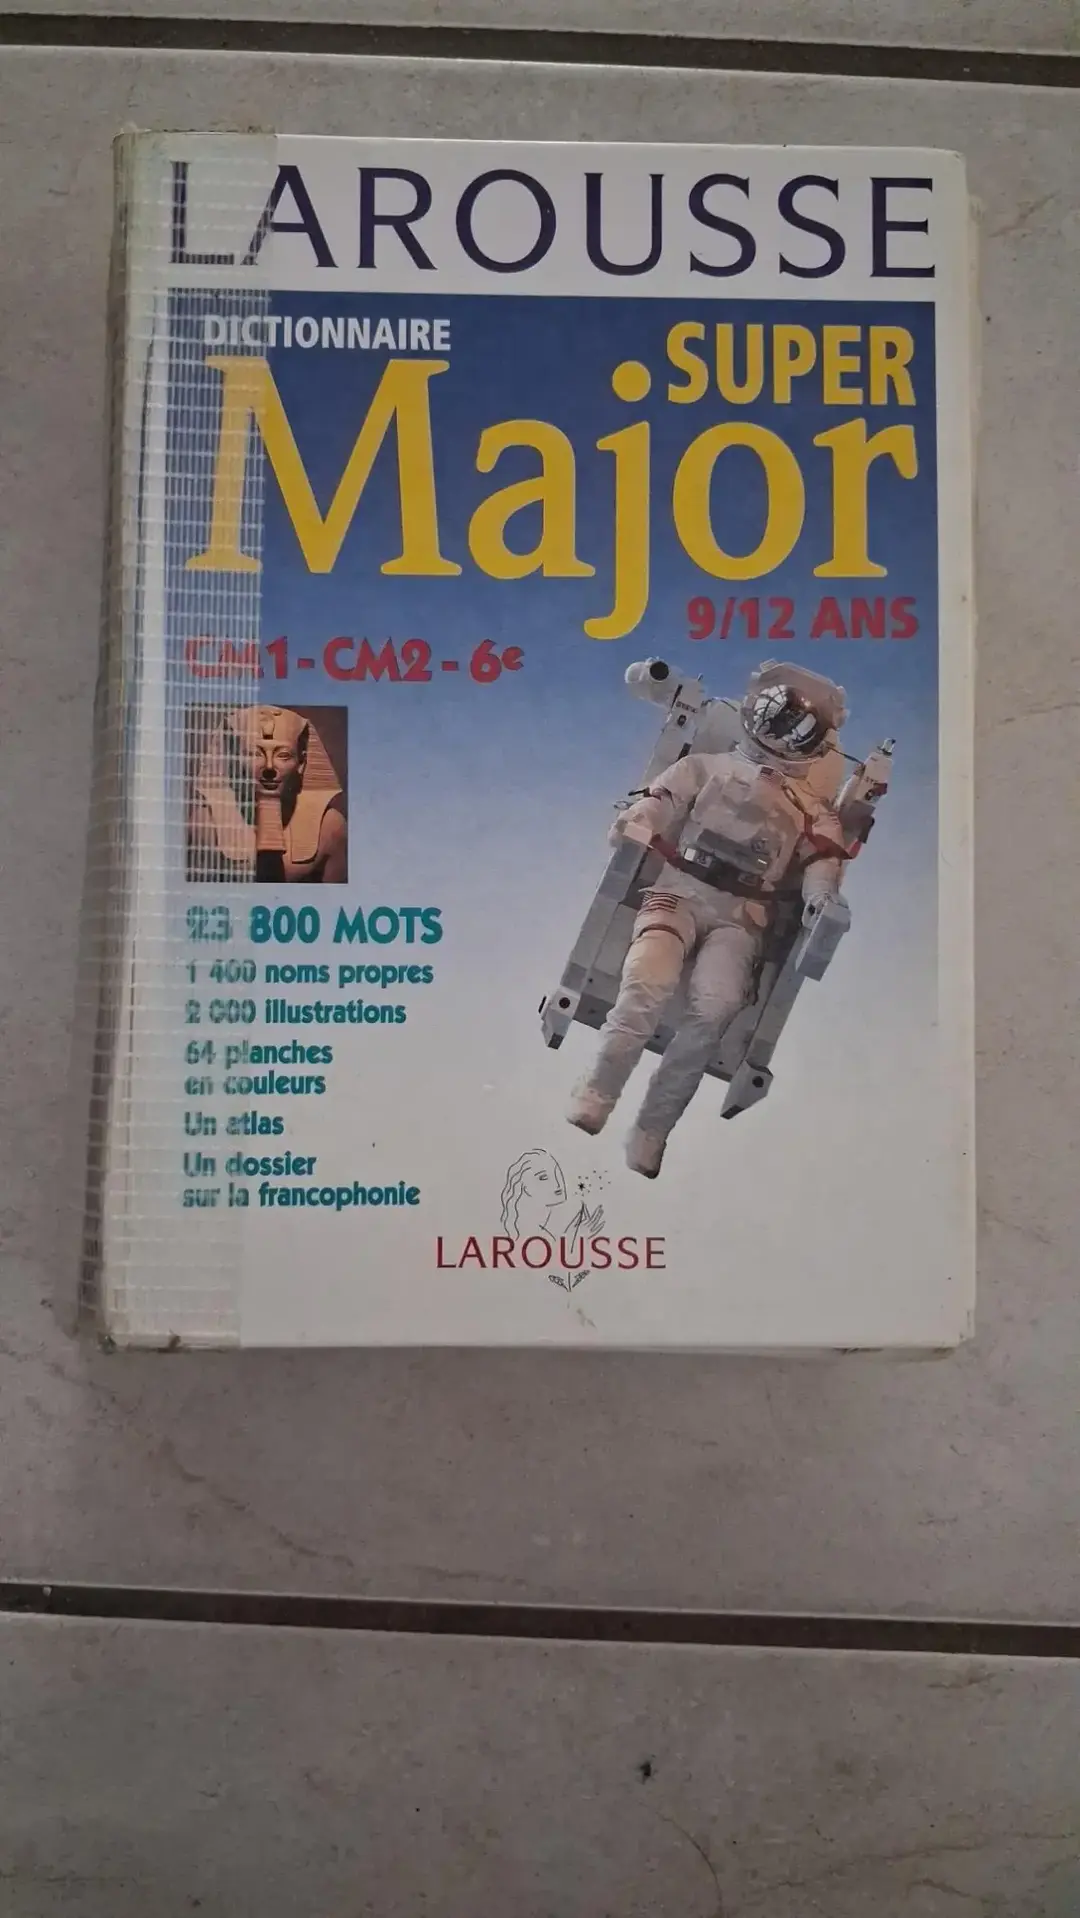 LAROUSSE
DICTIONNAIRE
SUPER
Major
9/12 ANS
CM1 - CM2 - 6e
23 800 MOTS
1 400 noms propres
2 000 illustrations
64 planches
en couleurs
Un atlas
Un dossier
sur la francophonie
LAROUSSE